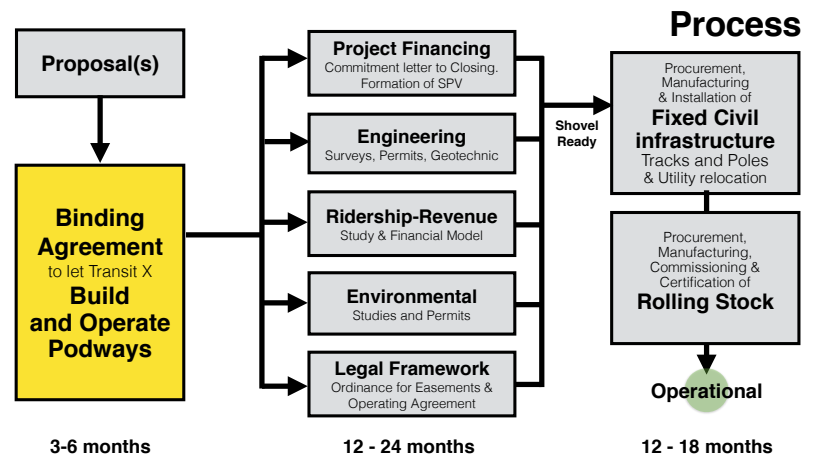 Process
Proposal(s)
Binding
Agreement
to let Transit X
Build
and Operate
Podways
3-6 months
Project Financing
Commitment letter to Closing.
Formation of SPV
Engineering
Surveys, Permits, Geotechnic
Ridership-Revenue
Study & Financial Model
Environmental
Studies and Permits
Legal Framework
Ordinance for Easements &
Operating Agreement
12 - 24 months
Shovel
Ready
Procurement,
Manufacturing
& Installation of
Fixed Civil
infrastructure
Tracks and Poles
& Utility relocation
Procurement,
Manufacturing,
Commissioning &
Certification of
Rolling Stock
Operational
12 - 18 months